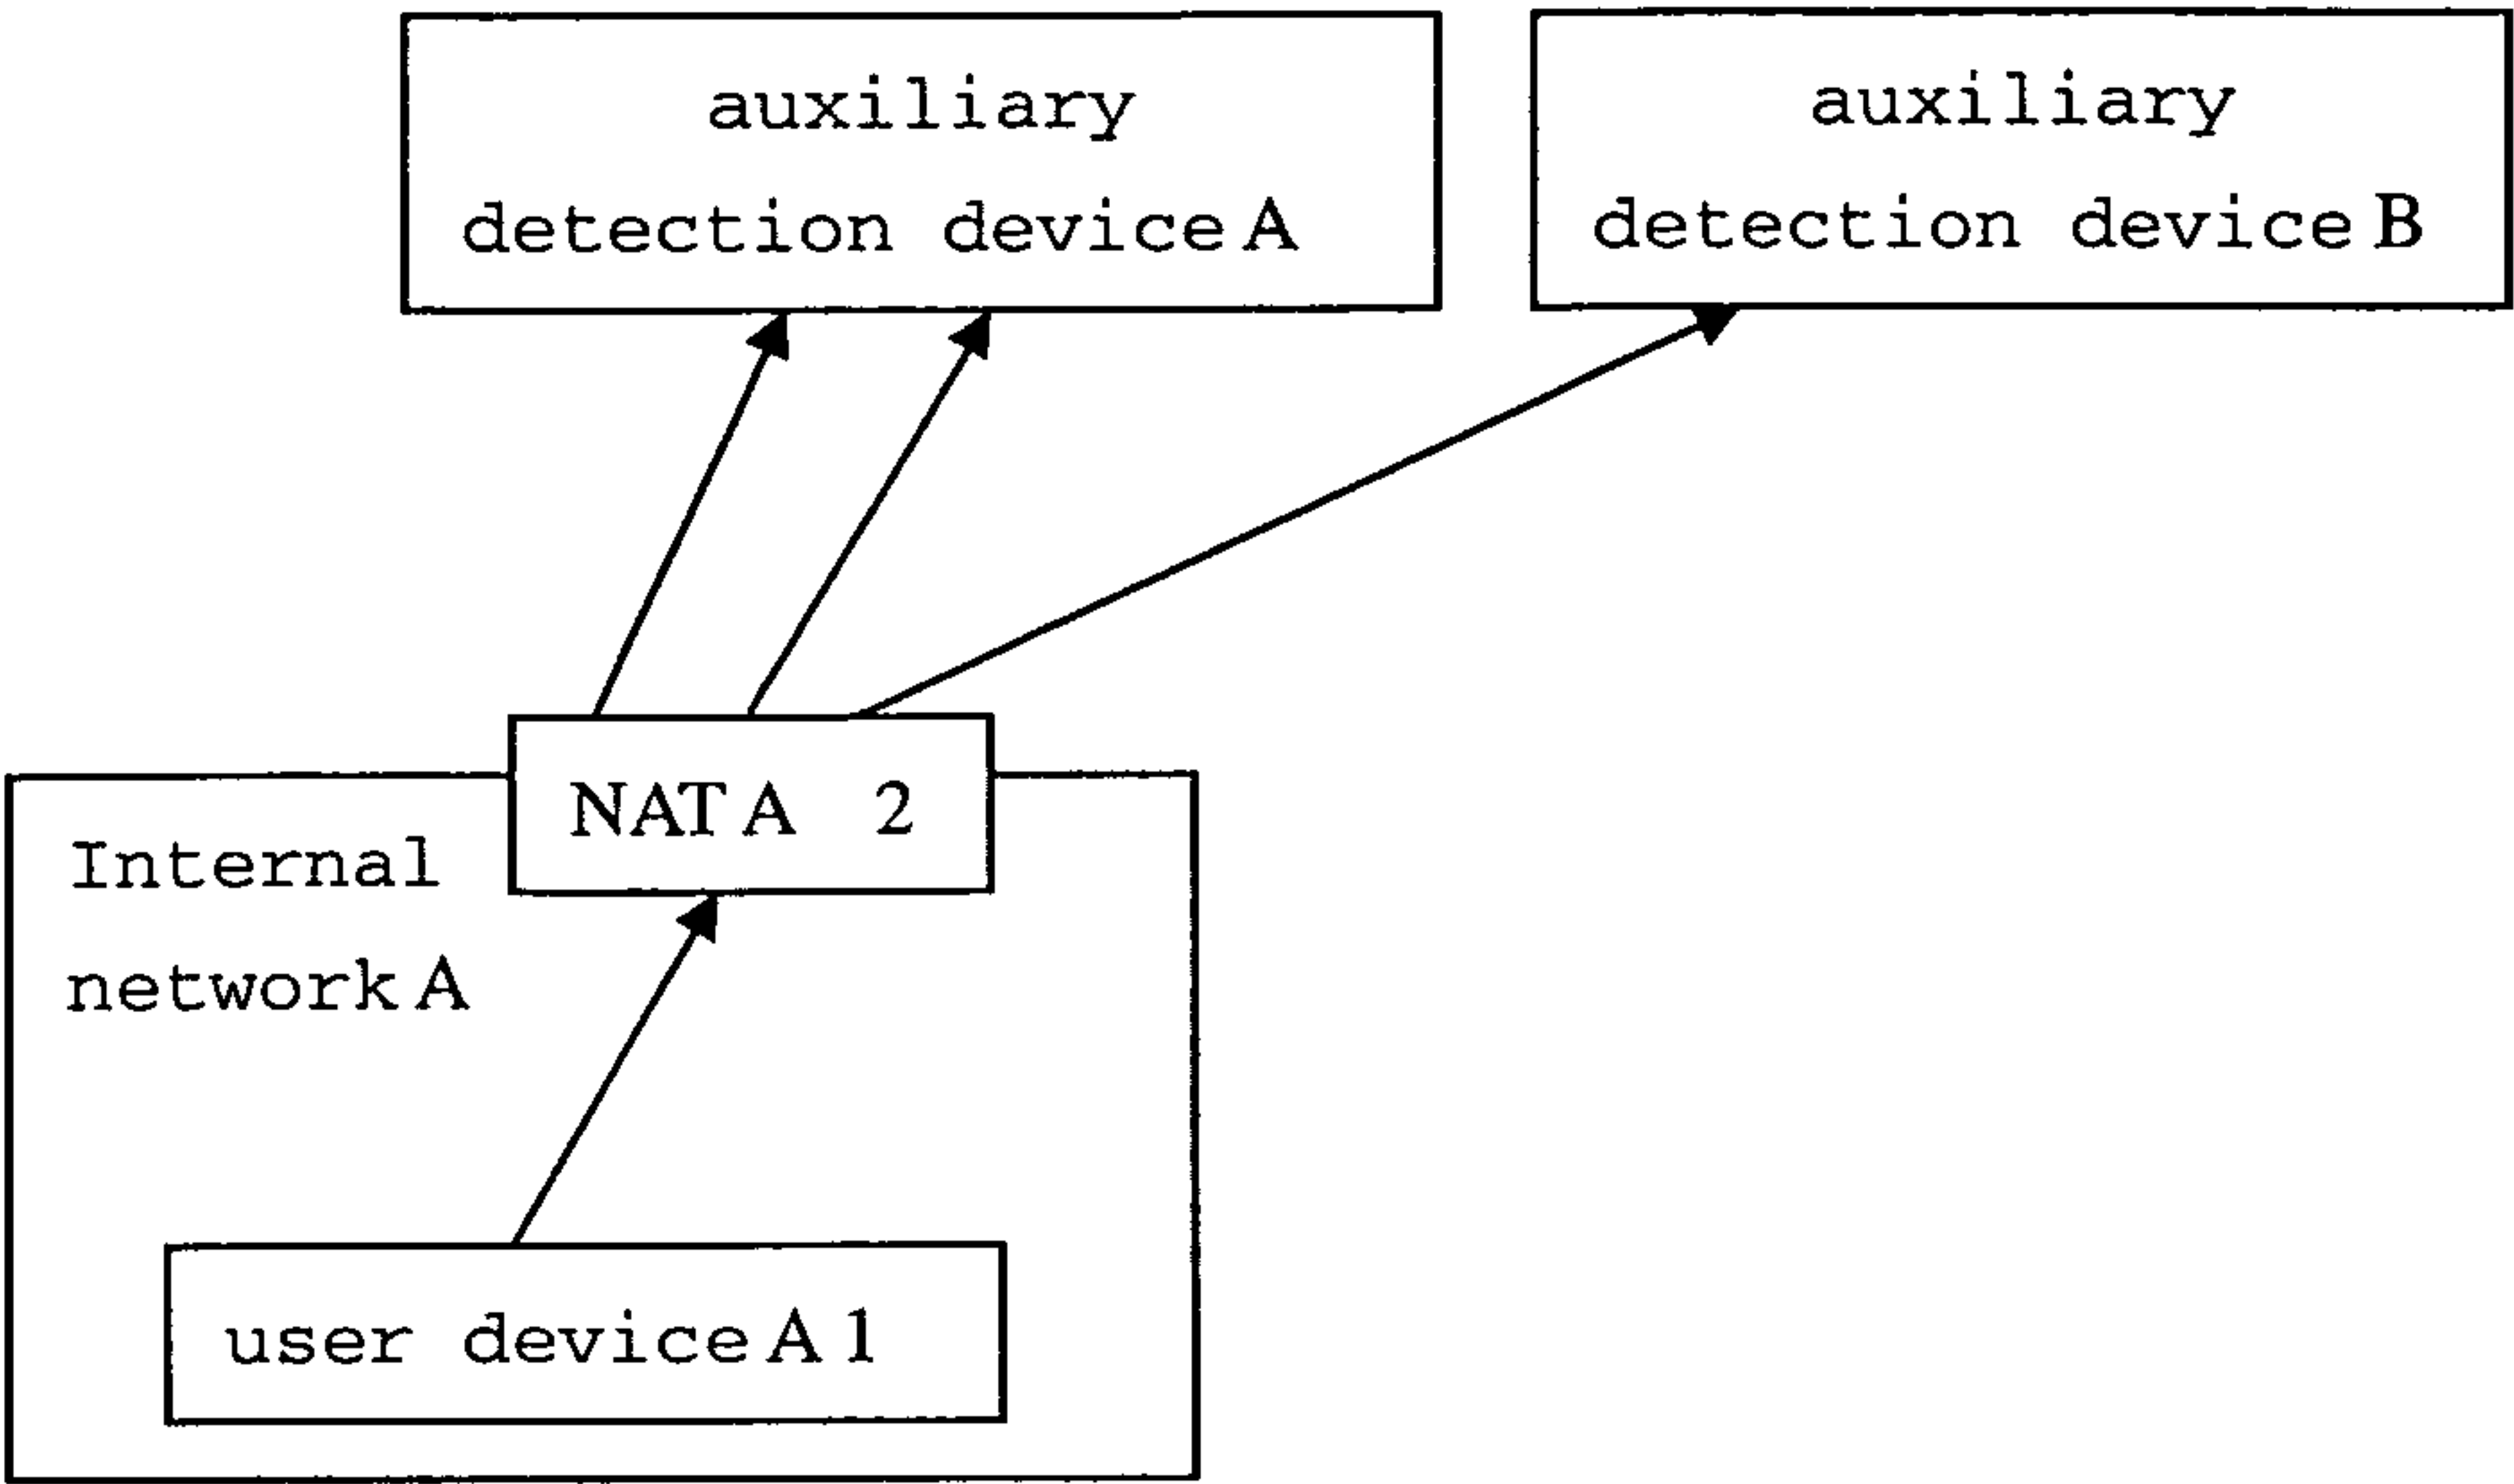 auxiliary
detection device A
auxiliary
detection device B
NAT A 2
Internal
network A
user device A 1